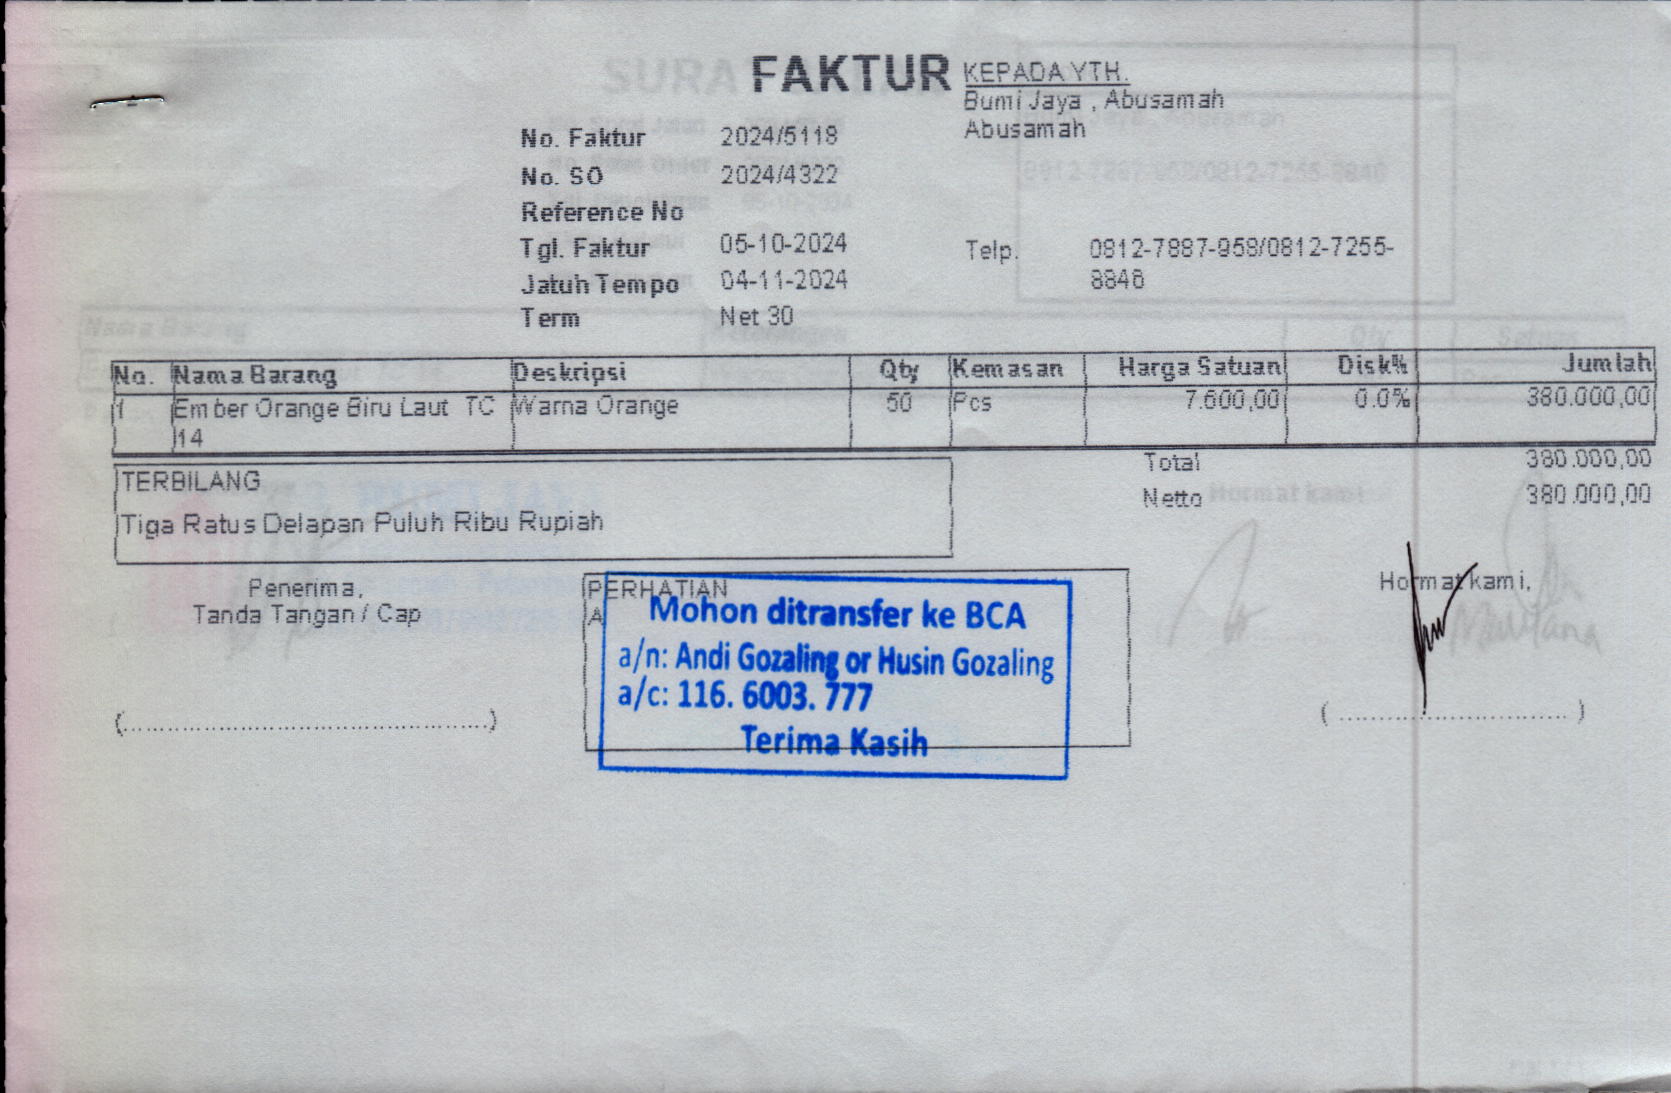 FAKTUR
KEPADA YTH.
Bumi Jaya , Abusamah
Abusamah
No. Faktur 2024/5118
No. SO 2024/4322
Reference No
Tgl. Faktur 05-10-2024
Telp. 0812-7887-958/0812-7255-
8846
Jatuh Tempo 04-11-2024
Term Net 30
No. Nama Barang Deskripsi Qty Kemasan Harga Satuan Disk% Jumlah
1 Ember Orange Biru Laut TC Warna Orange 50 Pcs 7.600,00 0.0% 380.000,00
14
Total 380.000,00
Netto 380.000,00
TERBILANG
Tiga Ratus Delapan Puluh Ribu Rupiah
Penerima,
Tanda Tangan / Cap
(................................................)
PERHATIAN
A
Mohon ditransfer ke BCA
a/n: Andi Gozaling or Husin Gozaling
a/c: 116. 6003. 777
Terima Kasih
Hormat kami,
( .............................. )